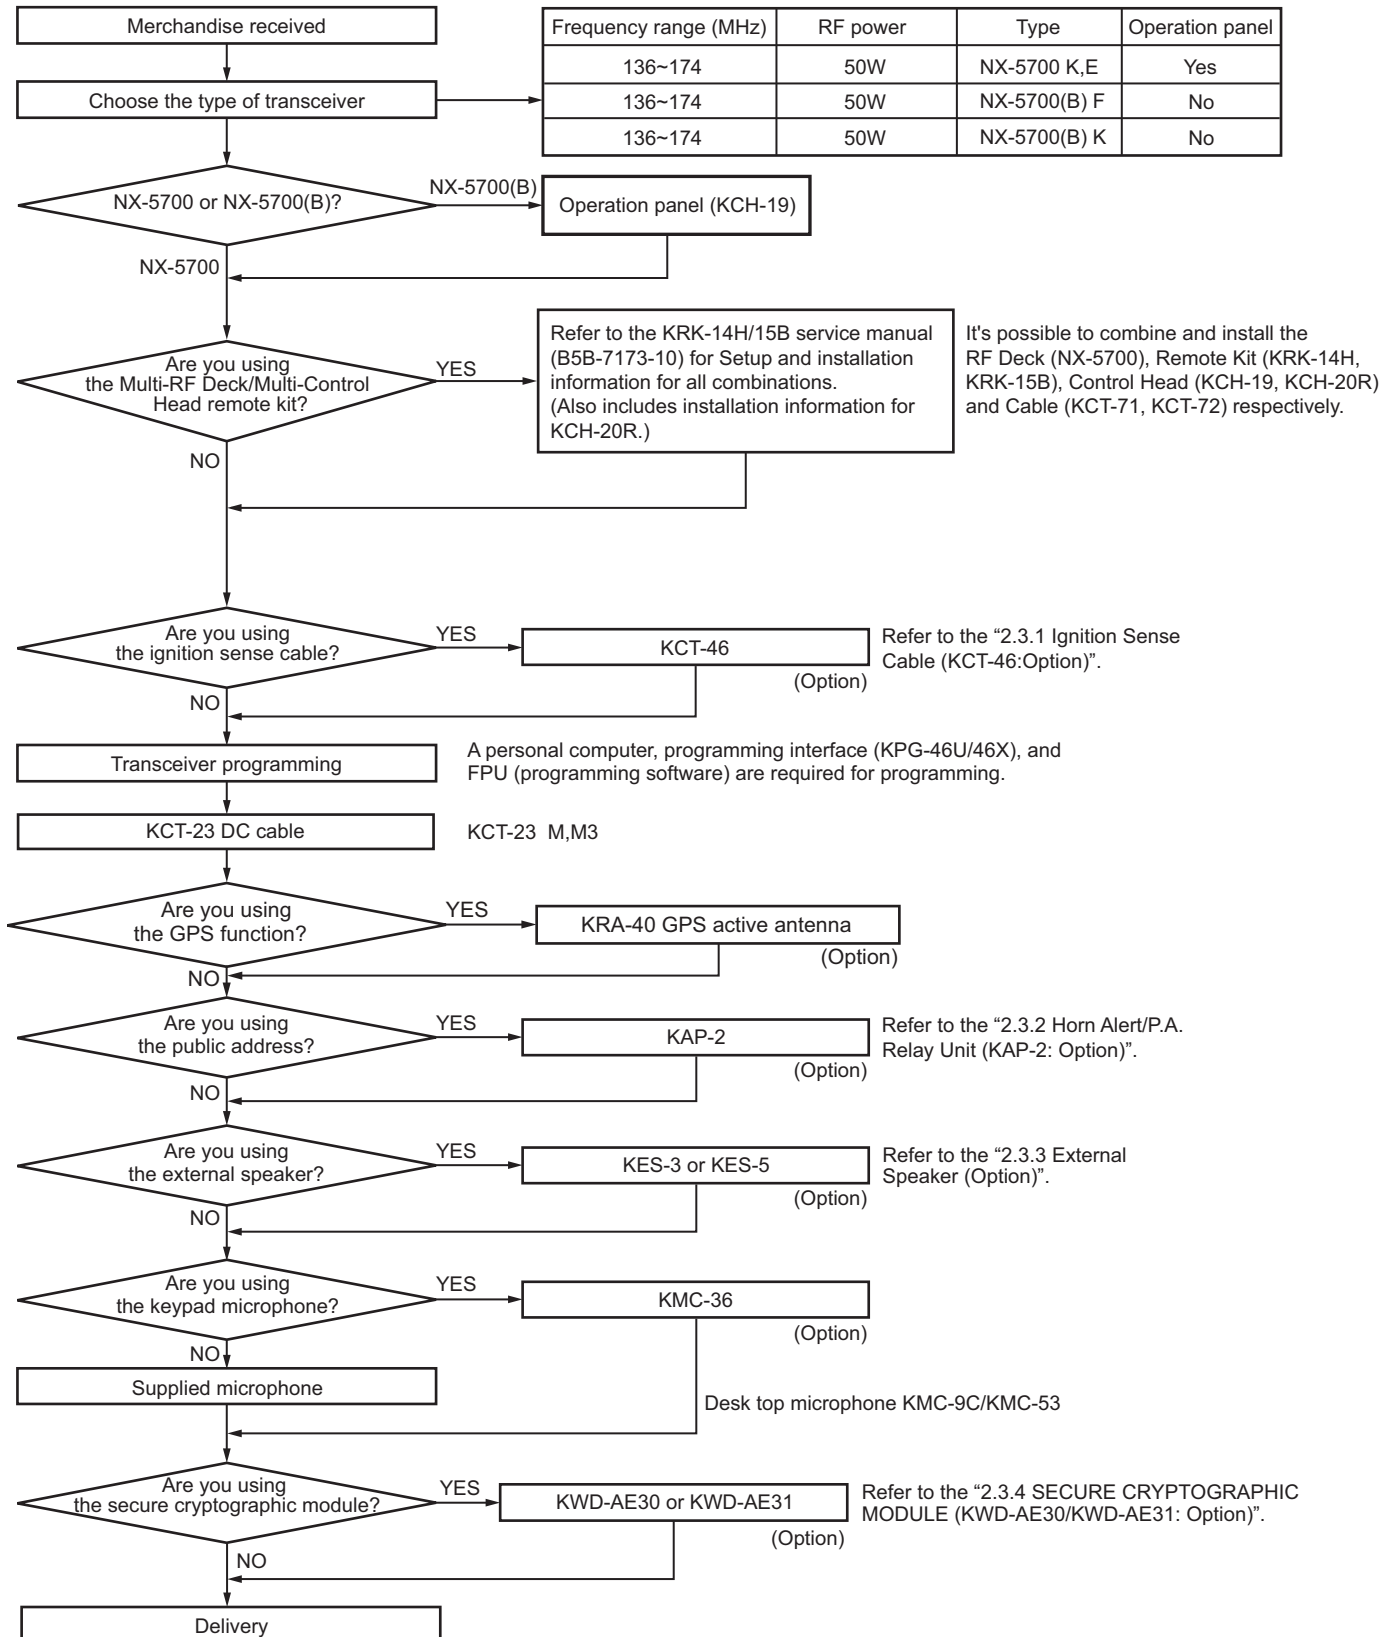 Merchandise received
Frequency range (MHz) RF power Type Operation panel
136~174 50W NX-5700 K,E Yes
136~174 50W NX-5700(B) F No
136~174 50W NX-5700(B) K No
Choose the type of transceiver
NX-5700 or NX-5700(B)?
NX-5700(B)
Operation panel (KCH-19)
NX-5700
Are you using
the Multi-RF Deck/Multi-Control
Head remote kit?
YES
Refer to the KRK-14H/15B service manual
(B5B-7173-10) for Setup and installation
information for all combinations.
(Also includes installation information for
KCH-20R.)
It's possible to combine and install the
RF Deck (NX-5700), Remote Kit (KRK-14H,
KRK-15B), Control Head (KCH-19, KCH-20R)
and Cable (KCT-71, KCT-72) respectively.
NO
Are you using
the ignition sense cable?
YES
KCT-46
(Option)
Refer to the “2.3.1 Ignition Sense
Cable (KCT-46:Option)”.
NO
Transceiver programming
A personal computer, programming interface (KPG-46U/46X), and
FPU (programming software) are required for programming.
KCT-23 DC cable
KCT-23 M,M3
Are you using
the GPS function?
YES
KRA-40 GPS active antenna
(Option)
NO
Are you using
the public address?
YES
KAP-2
(Option)
Refer to the “2.3.2 Horn Alert/P.A.
Relay Unit (KAP-2: Option)”.
NO
Are you using
the external speaker?
YES
KES-3 or KES-5
(Option)
Refer to the “2.3.3 External
Speaker (Option)”.
NO
Are you using
the keypad microphone?
YES
KMC-36
(Option)
NO
Supplied microphone
Desk top microphone KMC-9C/KMC-53
Are you using
the secure cryptographic module?
YES
KWD-AE30 or KWD-AE31
(Option)
Refer to the “2.3.4 SECURE CRYPTOGRAPHIC
MODULE (KWD-AE30/KWD-AE31: Option)”.
NO
Delivery